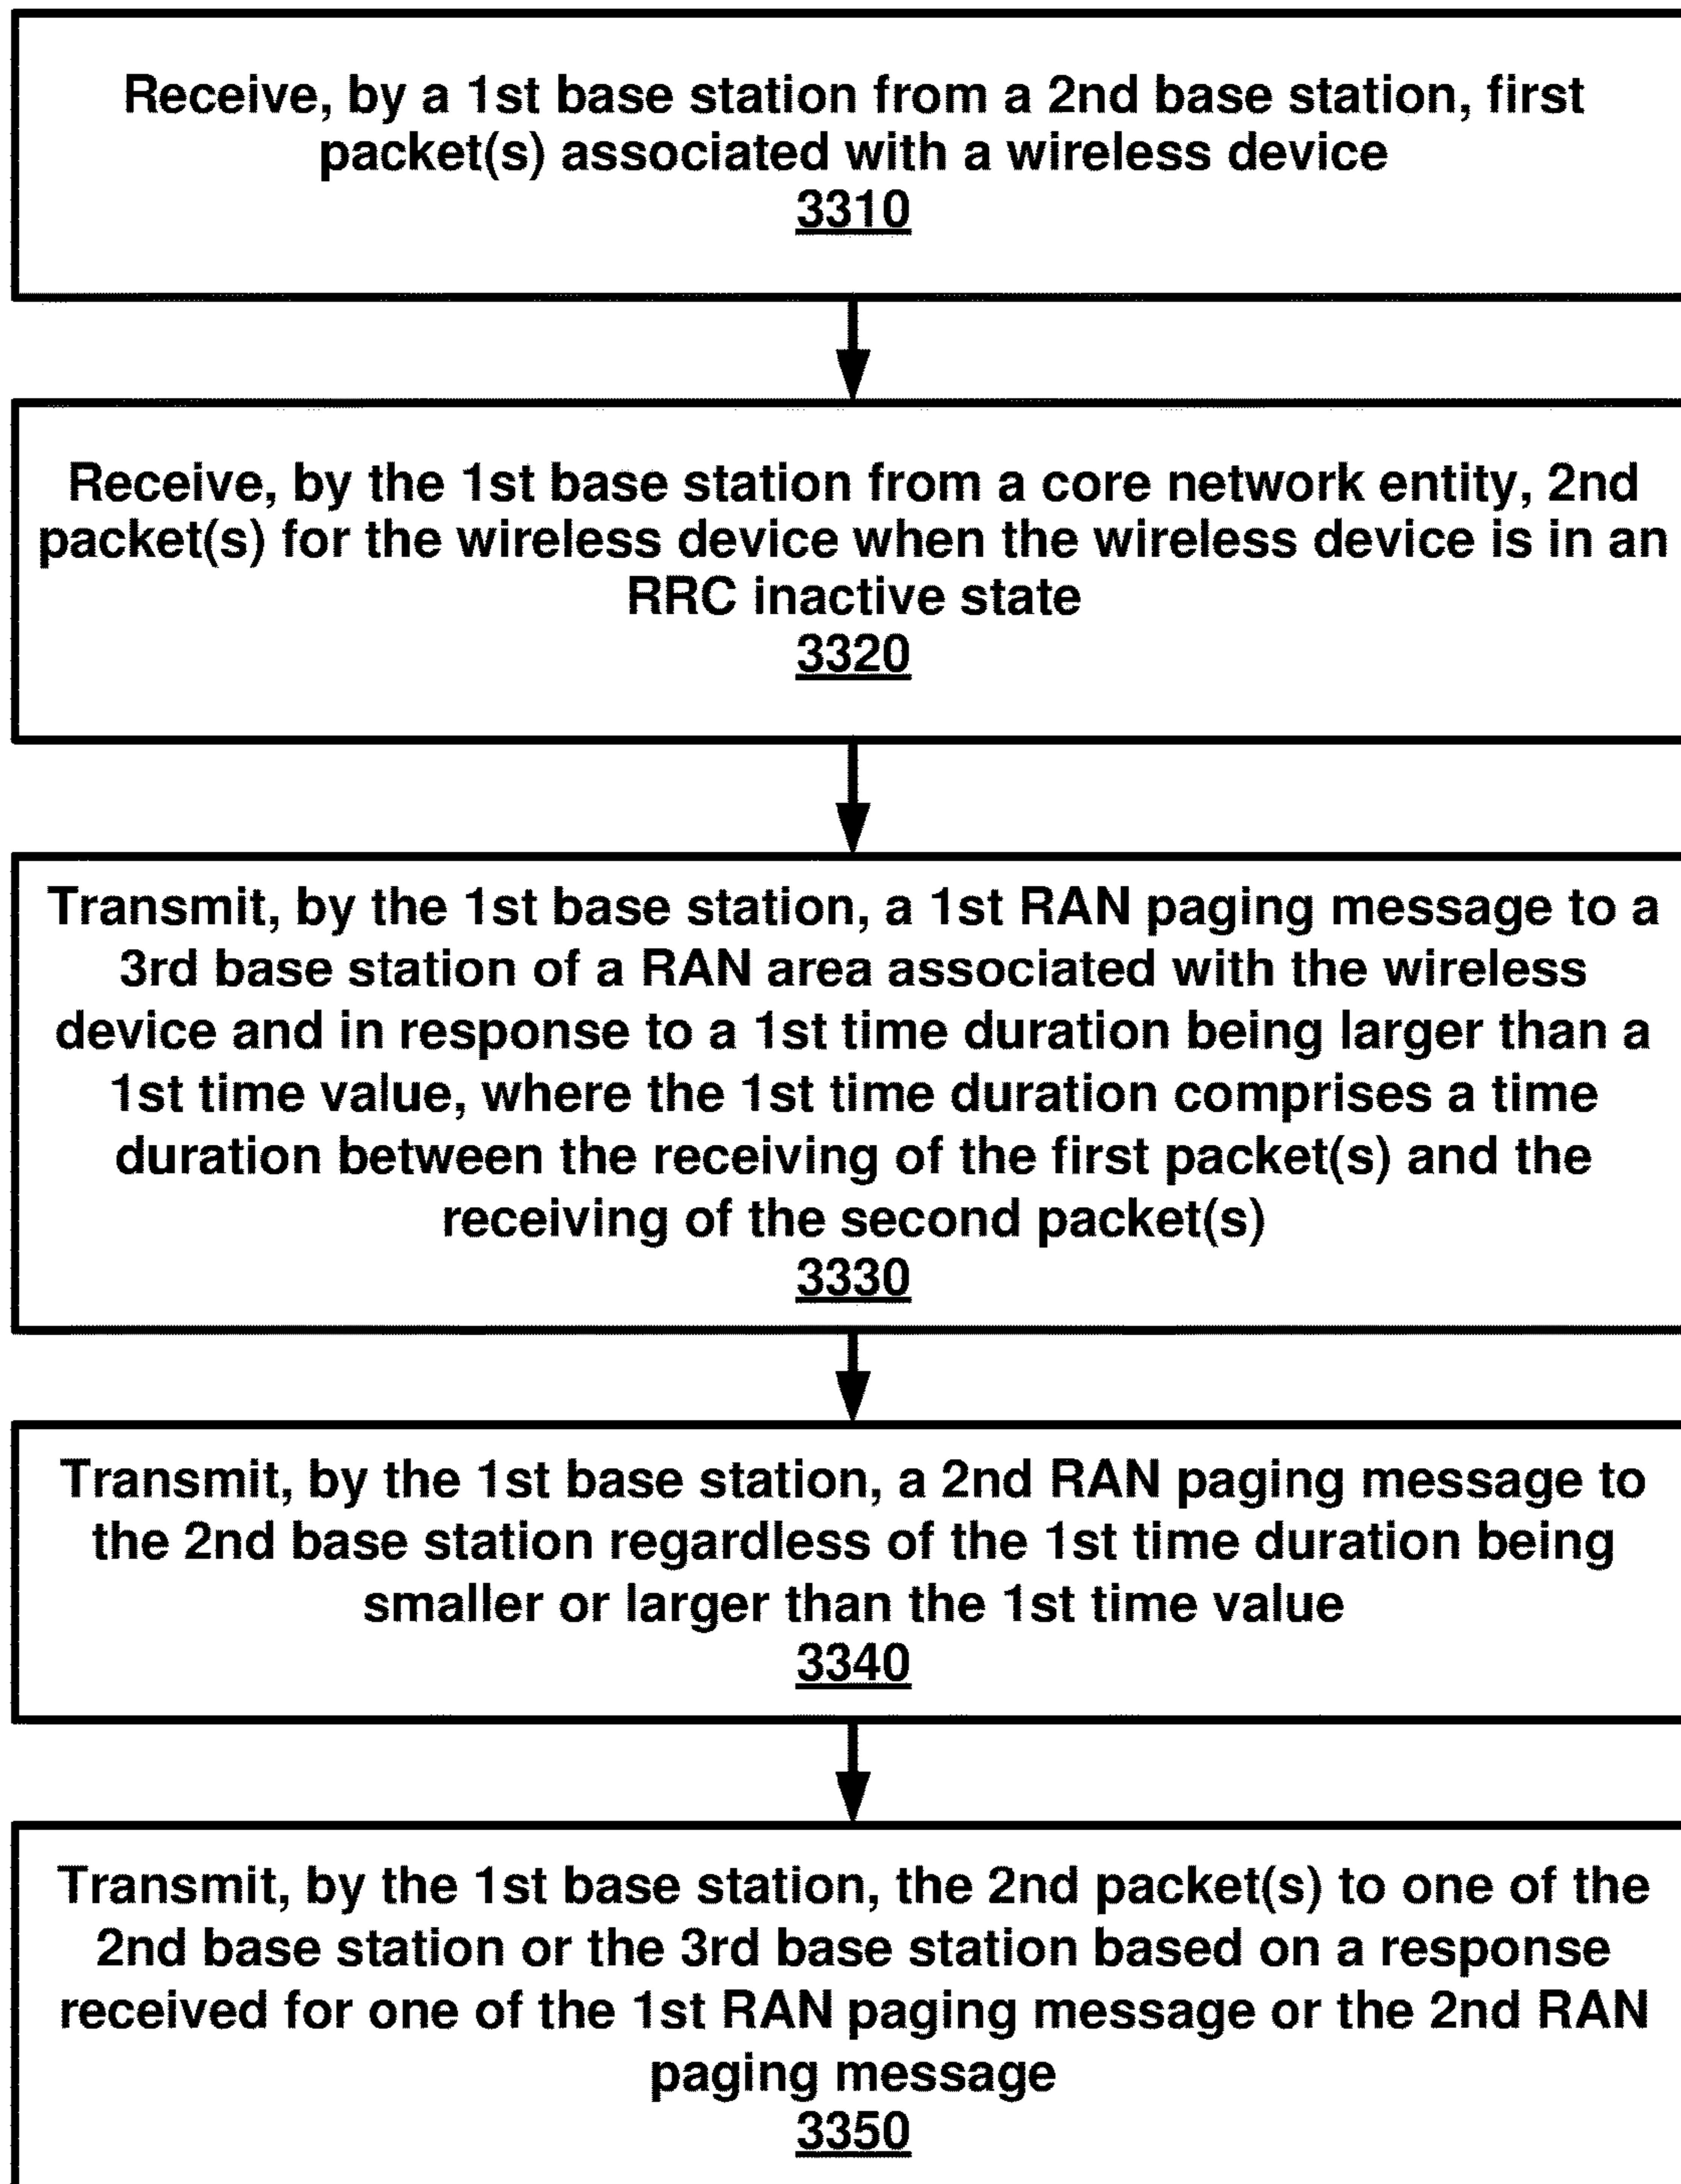 Receive, by a 1st base station from a 2nd base station, first
packet(s) associated with a wireless device
3310
Receive, by the 1st base station from a core network entity, 2nd
packet(s) for the wireless device when the wireless device is in an
RRC inactive state
3320
Transmit, by the 1st base station, a 1st RAN paging message to a
3rd base station of a RAN area associated with the wireless
device and in response to a 1st time duration being larger than a
1st time value, where the 1st time duration comprises a time
duration between the receiving of the first packet(s) and the
receiving of the second packet(s)
3330
Transmit, by the 1st base station, a 2nd RAN paging message to
the 2nd base station regardless of the 1st time duration being
smaller or larger than the 1st time value
3340
Transmit, by the 1st base station, the 2nd packet(s) to one of the
2nd base station or the 3rd base station based on a response
received for one of the 1st RAN paging message or the 2nd RAN
paging message
3350